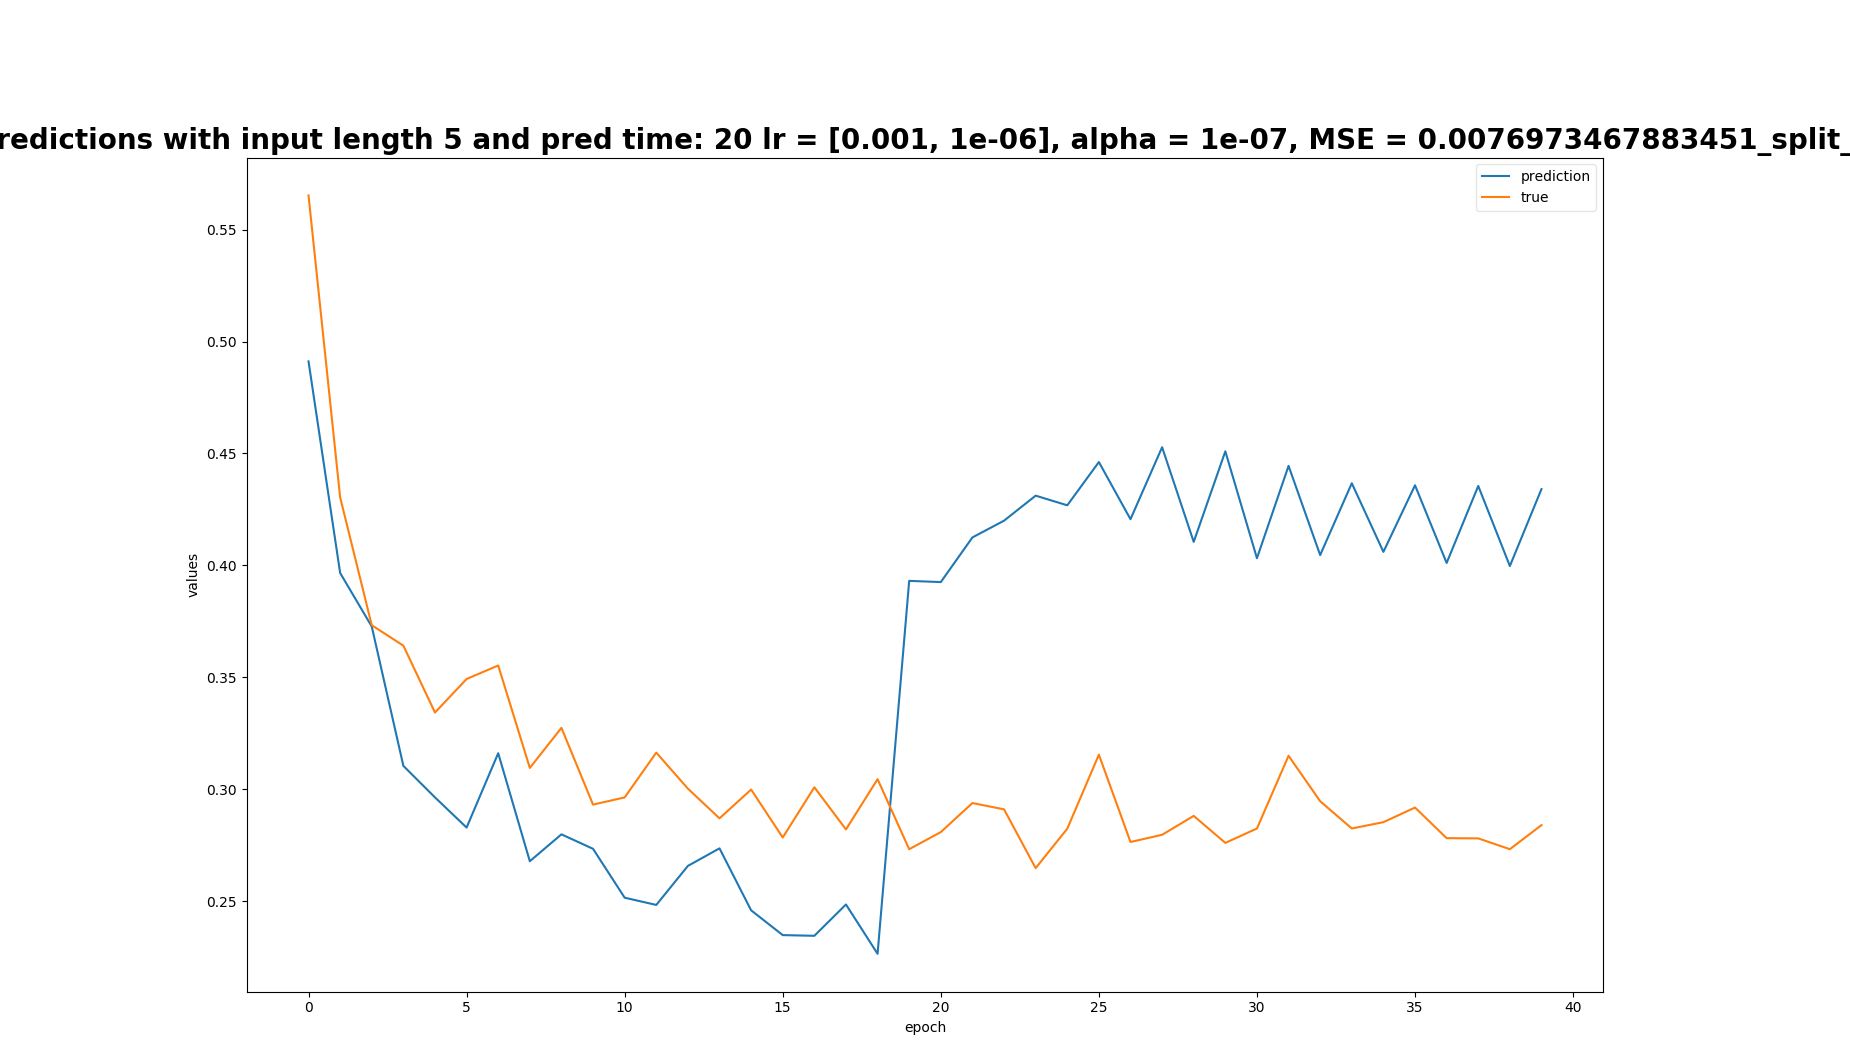 redictions with input length 5 and pred time: 20 lr = [0.001, 1e-06], alpha = 1e-07, MSE = 0.0076973467883451_split_
prediction
true
0.55
0.50
0.45
0.40
0.35
0.30
0.25
values
0 5 10 15 20 25 30 35 40
epoch